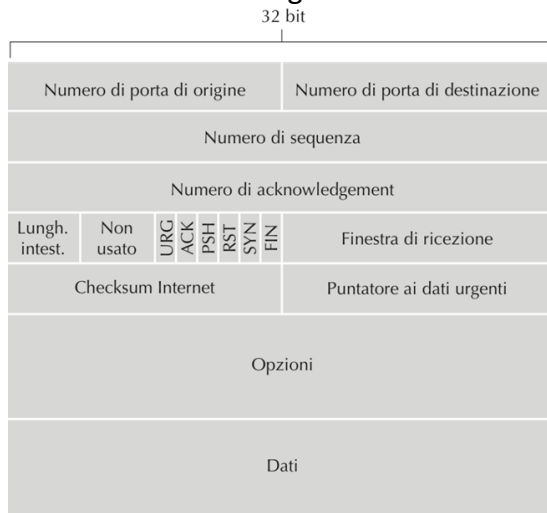 32 bit
Numero di porta di origine
Numero di porta di destinazione
Numero di sequenza
Numero di acknowledgement
Lungh.
intest.
Non
usato
URG
ACK
PSH
RST
SYN
FIN
Finestra di ricezione
Checksum Internet
Puntatore ai dati urgenti
Opzioni
Dati